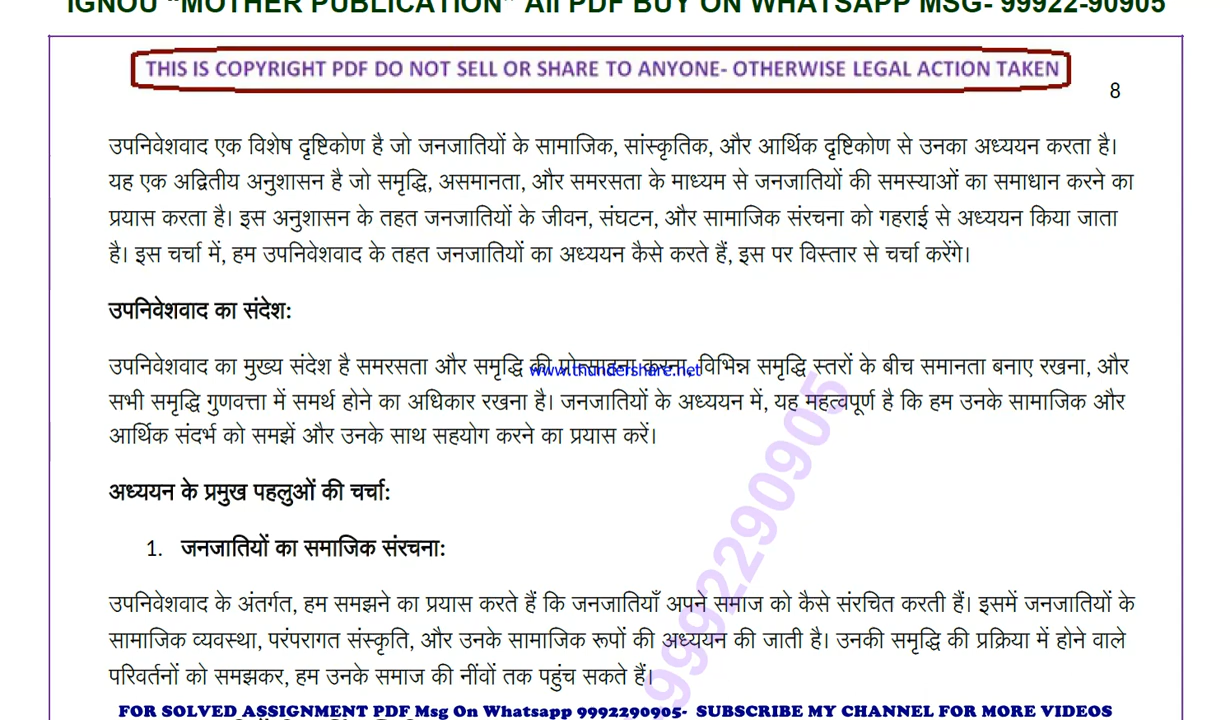 IGNOU "MOTHER PUBLICATION" All PDF BUY ON WHATSAPP MSG- 99922-90905
THIS IS COPYRIGHT PDF DO NOT SELL OR SHARE TO ANYONE- OTHERWISE LEGAL ACTION TAKEN
8
उपनिवेशवाद एक विशेष दृष्टिकोण है जो जनजातियों के सामाजिक, सांस्कृतिक, और आर्थिक दृष्टिकोण से उनका अध्ययन करता है।
यह एक अद्वितीय अनुशासन है जो समृद्धि, असमानता, और समरसता के माध्यम से जनजातियों की समस्याओं का समाधान करने का
प्रयास करता है। इस अनुशासन के तहत जनजातियों के जीवन, संघटन, और सामाजिक संरचना को गहराई से अध्ययन किया जाता
है। इस चर्चा में, हम उपनिवेशवाद के तहत जनजातियों का अध्ययन कैसे करते हैं, इस पर विस्तार से चर्चा करेंगे।
उपनिवेशवाद का संदेश:
उपनिवेशवाद का मुख्य संदेश है समरसता और समृद्धि की प्रोत्साहना करना, विभिन्न समृद्धि स्तरों के बीच समानता बनाए रखना, और
www.thundershare.net
सभी समृद्धि गुणवत्ता में समर्थ होने का अधिकार रखना है। जनजातियों के अध्ययन में, यह महत्वपूर्ण है कि हम उनके सामाजिक और
आर्थिक संदर्भ को समझें और उनके साथ सहयोग करने का प्रयास करें।
अध्ययन के प्रमुख पहलुओं की चर्चा:
1. जनजातियों का समाजिक संरचना:
उपनिवेशवाद के अंतर्गत, हम समझने का प्रयास करते हैं कि जनजातियाँ अपने समाज को कैसे संरचित करती हैं। इसमें जनजातियों के
सामाजिक व्यवस्था, परंपरागत संस्कृति, और उनके सामाजिक रूपों की अध्ययन की जाती है। उनकी समृद्धि की प्रक्रिया में होने वाले
परिवर्तनों को समझकर, हम उनके समाज की नींवों तक पहुंच सकते हैं।
9992290905
FOR SOLVED ASSIGNMENT PDF Msg On Whatsapp 9992290905- SUBSCRIBE MY CHANNEL FOR MORE VIDEOS